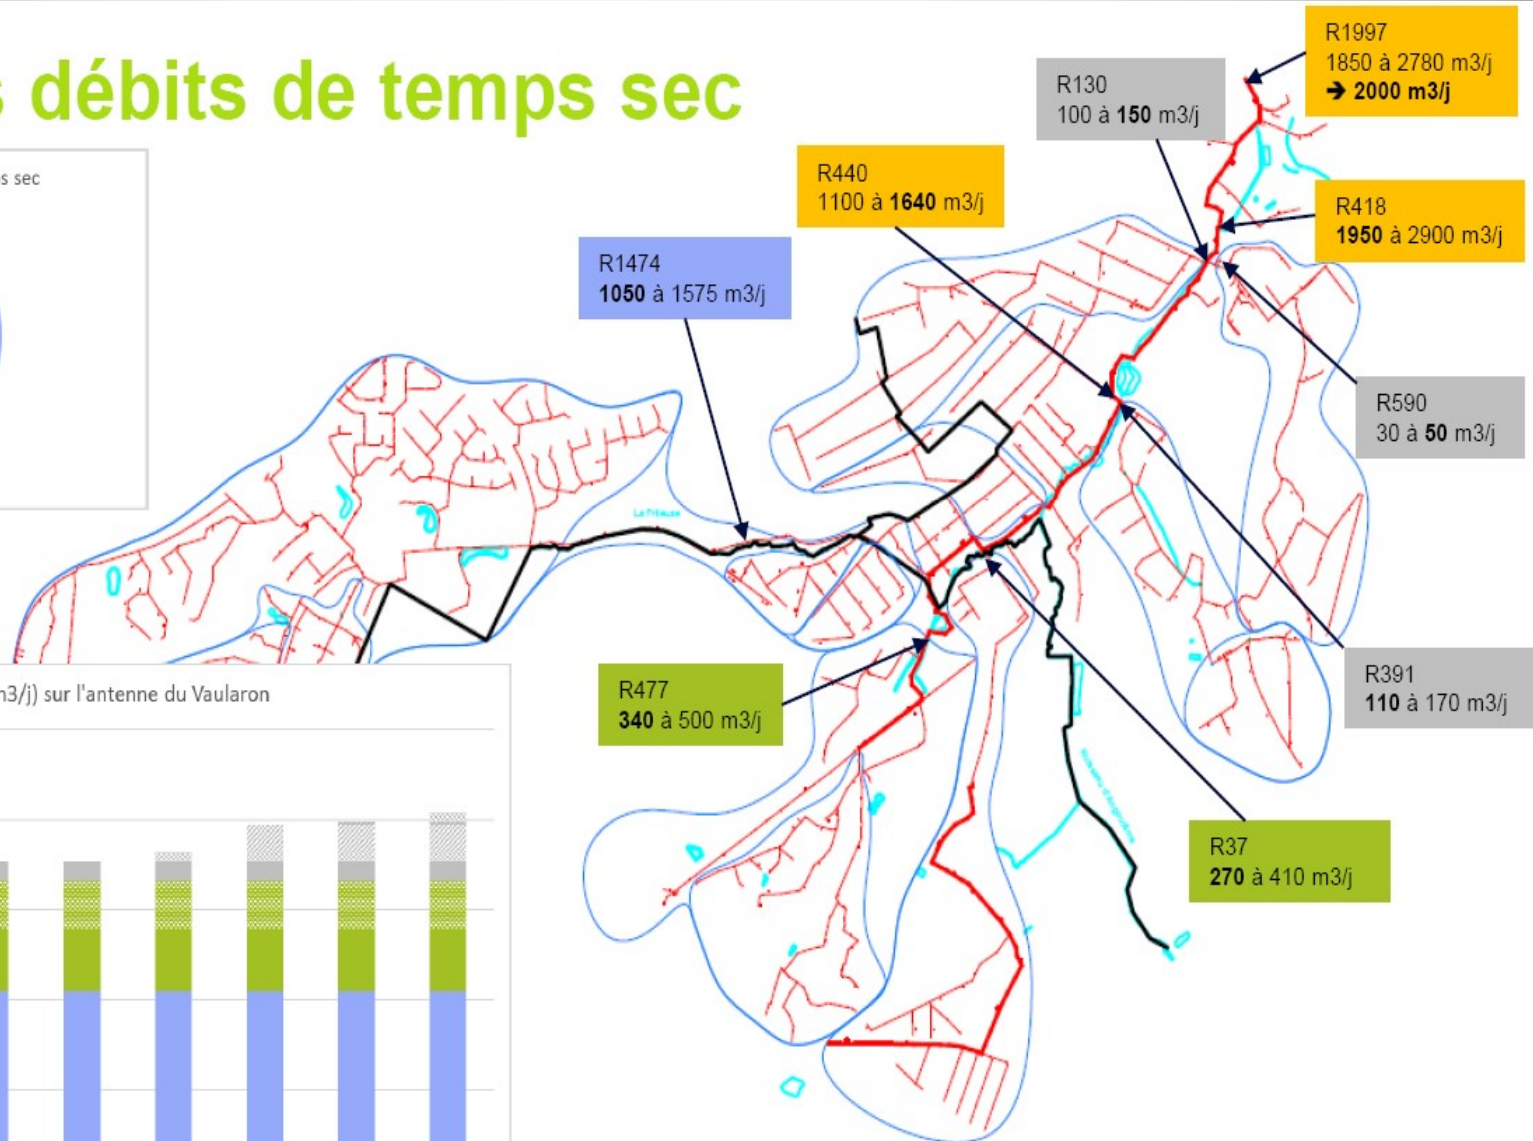 s débits de temps sec
s sec
R1997
1850 à 2780 m3/j
➔ 2000 m3/j
R130
100 à 150 m3/j
R440
1100 à 1640 m3/j
R418
1950 à 2900 m3/j
R1474
1050 à 1575 m3/j
R590
30 à 50 m3/j
R477
340 à 500 m3/j
R391
110 à 170 m3/j
R37
270 à 410 m3/j
m3/j) sur l'antenne du Vaularon